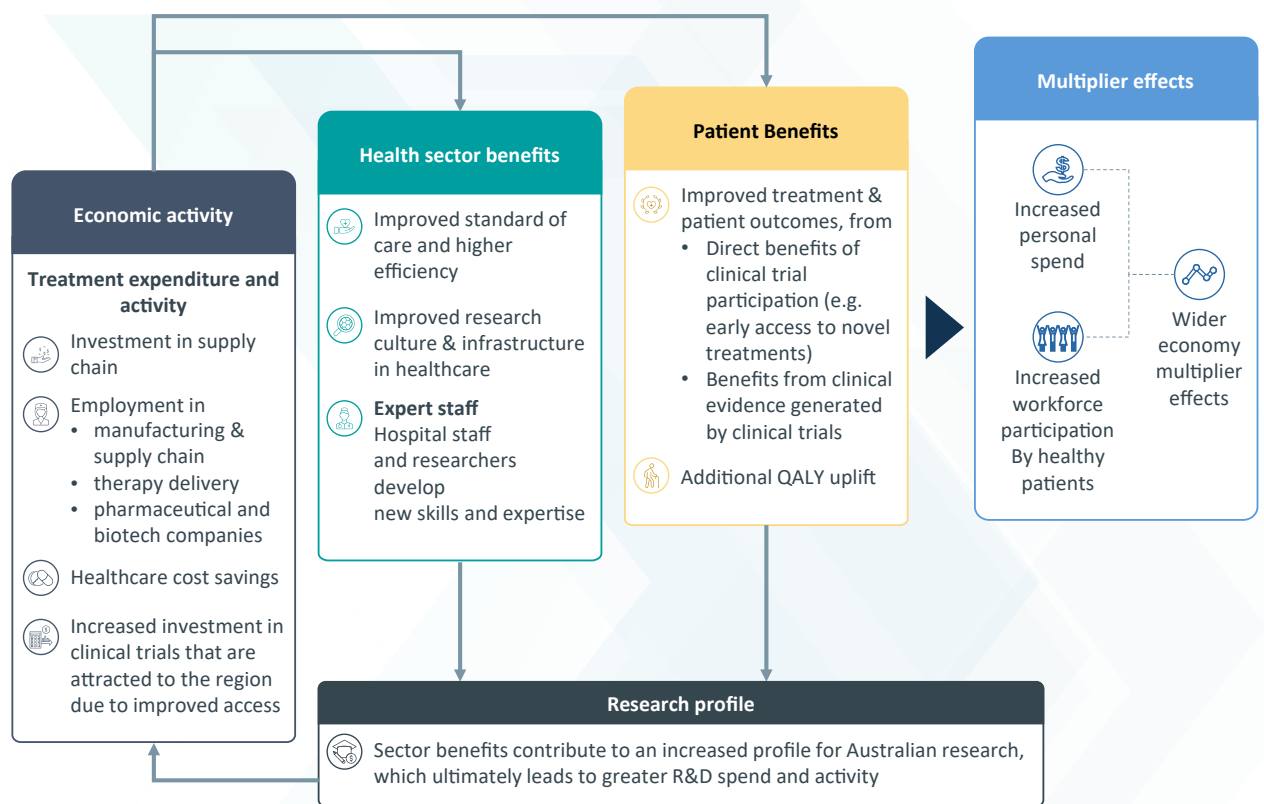 Economic activity
Treatment expenditure and
activity
Investment in supply
chain
Employment in
• manufacturing &
supply chain
• therapy delivery
• pharmaceutical and
biotech companies
Healthcare cost savings
Increased investment in
clinical trials that are
attracted to the region
due to improved access
Health sector benefits
Improved standard of
care and higher
efficiency
Improved research
culture & infrastructure
in healthcare
Expert staff
Hospital staff
and researchers
develop
new skills and expertise
Patient Benefits
Improved treatment &
patient outcomes, from
• Direct benefits of
clinical trial
participation (e.g.
early access to novel
treatments)
• Benefits from clinical
evidence generated
by clinical trials
Additional QALY uplift
Multiplier effects
Increased
personal
spend
Increased
workforce
participation
By healthy
patients
Wider
economy
multiplier
effects
Research profile
Sector benefits contribute to an increased profile for Australian research,
which ultimately leads to greater R&D spend and activity